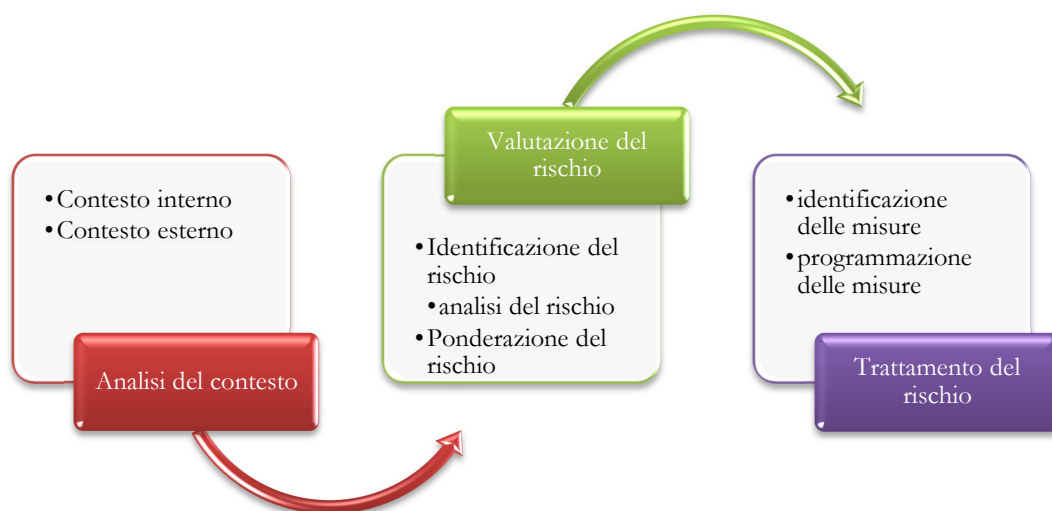 •Contesto interno
•Contesto esterno
Analisi del contesto
Valutazione del
rischio
•Identificazione del
rischio
•analisi del rischio
•Ponderazione del
rischio
•identificazione
delle misure
•programmazione
delle misure
Trattamento del
rischio